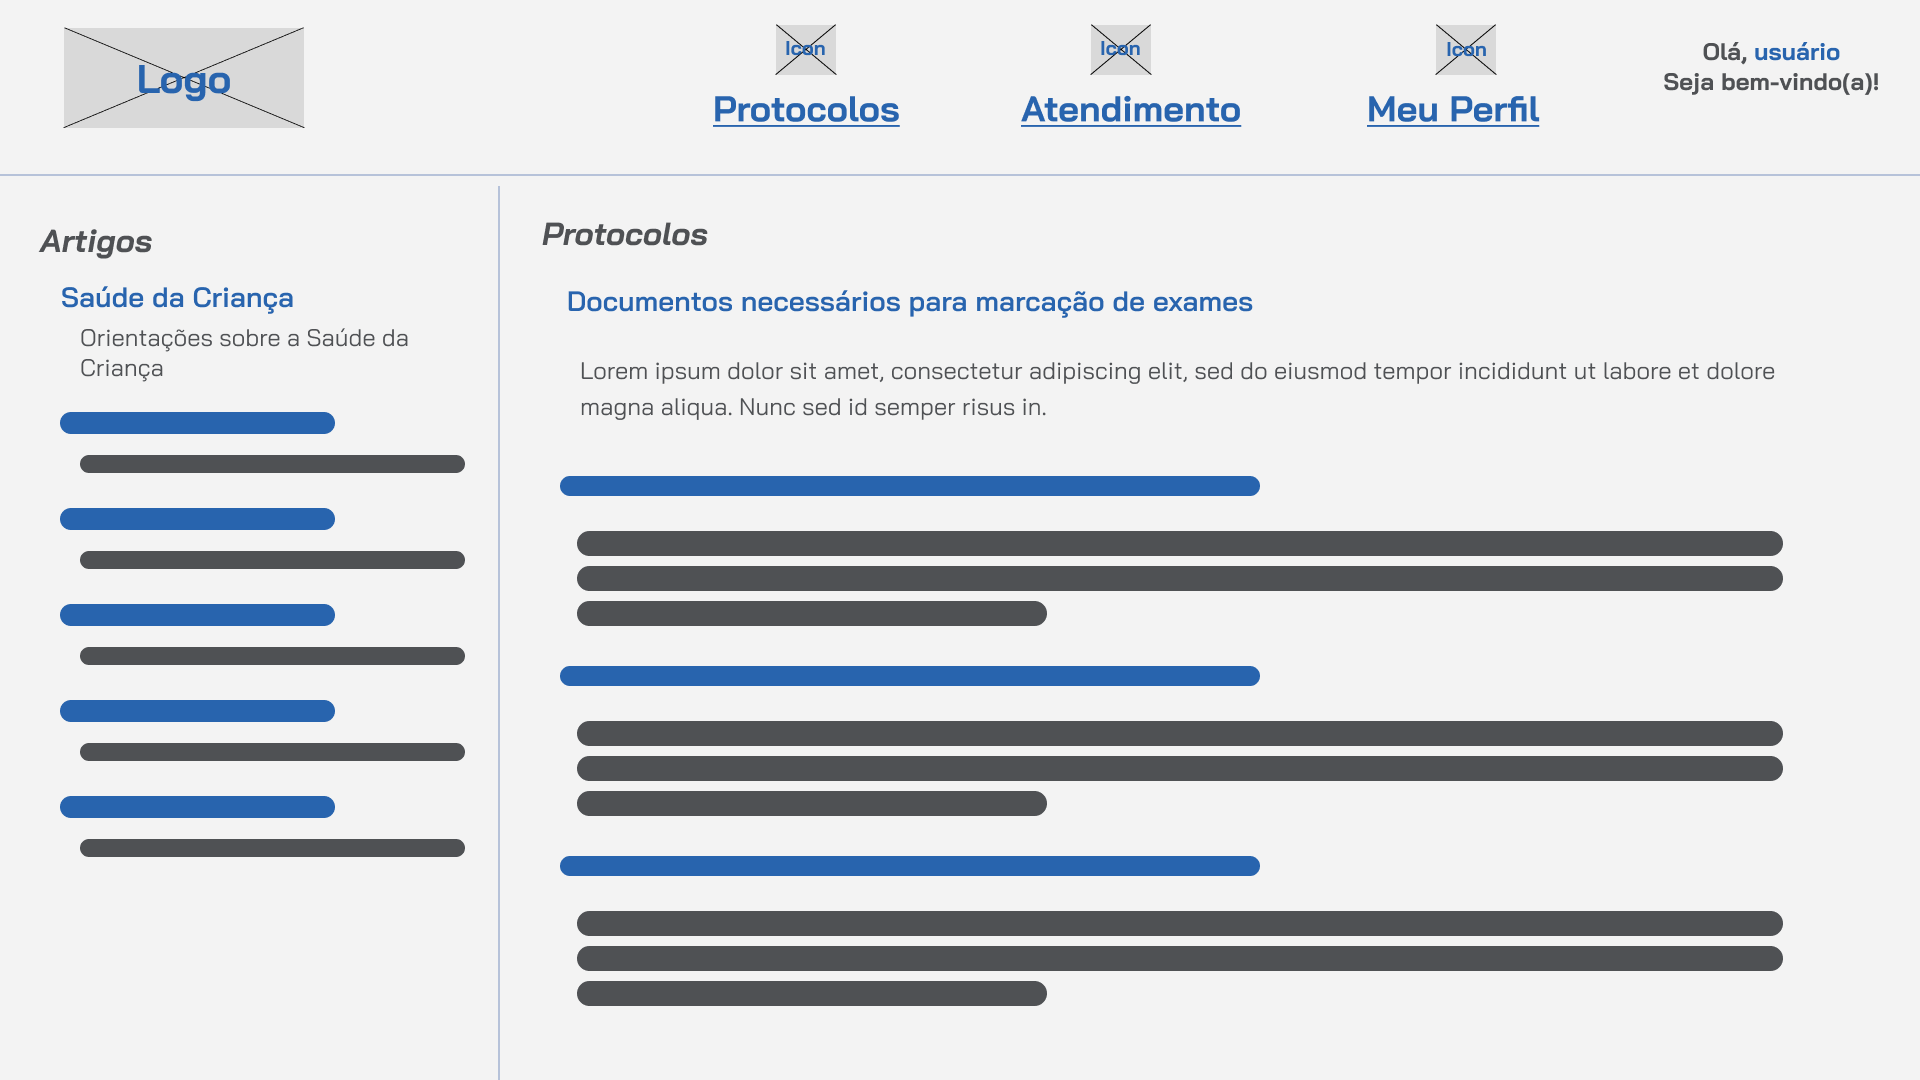 Logo
Icon
Protocolos
Icon
Atendimento
Icon
Meu Perfil
Olá, usuário
Seja bem-vindo(a)!
Artigos
Saúde da Criança
Orientações sobre a Saúde da
Criança
Protocolos
Documentos necessários para marcação de exames
Lorem ipsum dolor sit amet, consectetur adipiscing elit, sed do eiusmod tempor incididunt ut labore et dolore
magna aliqua. Nunc sed id semper risus in.